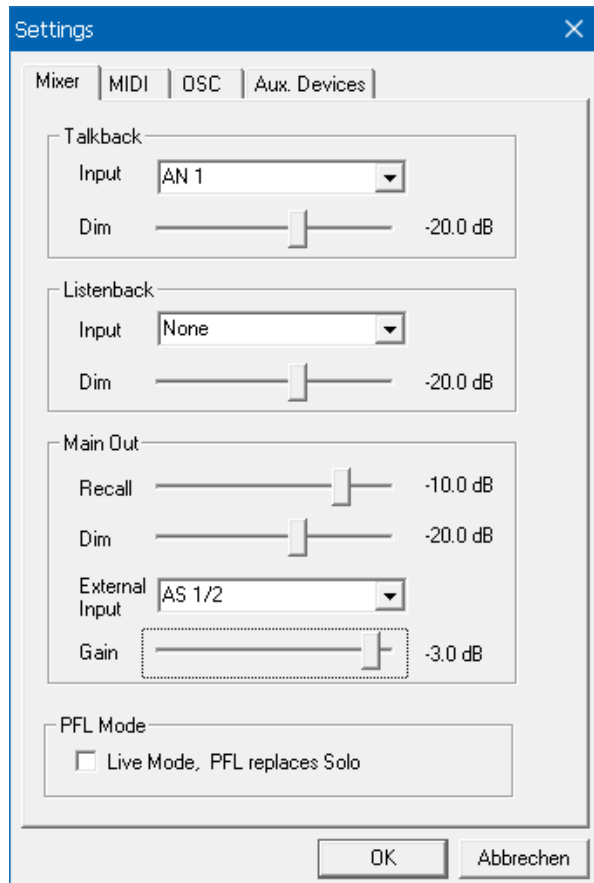 Settings
Mixer MIDI OSC Aux. Devices
Talkback
Input AN 1
Dim -20.0 dB
Listenback
Input None
Dim -20.0 dB
Main Out
Recall -10.0 dB
Dim -20.0 dB
External
Input AS 1/2
Gain -3.0 dB
PFL Mode
Live Mode, PFL replaces Solo
OK Abbrechen